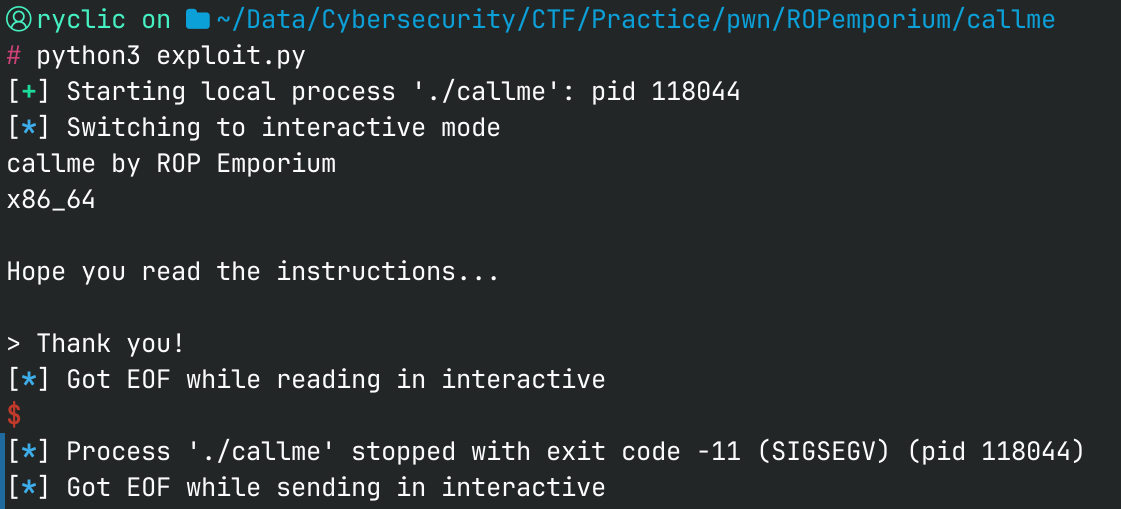 ryclic on ~/Data/Cybersecurity/CTF/Practice/pwn/ROPemporium/callme
# python3 exploit.py
[+] Starting local process './callme': pid 118044
[*] Switching to interactive mode
callme by ROP Emporium
x86_64
Hope you read the instructions...
> Thank you!
[*] Got EOF while reading in interactive
$
[*] Process './callme' stopped with exit code -11 (SIGSEGV) (pid 118044)
[*] Got EOF while sending in interactive